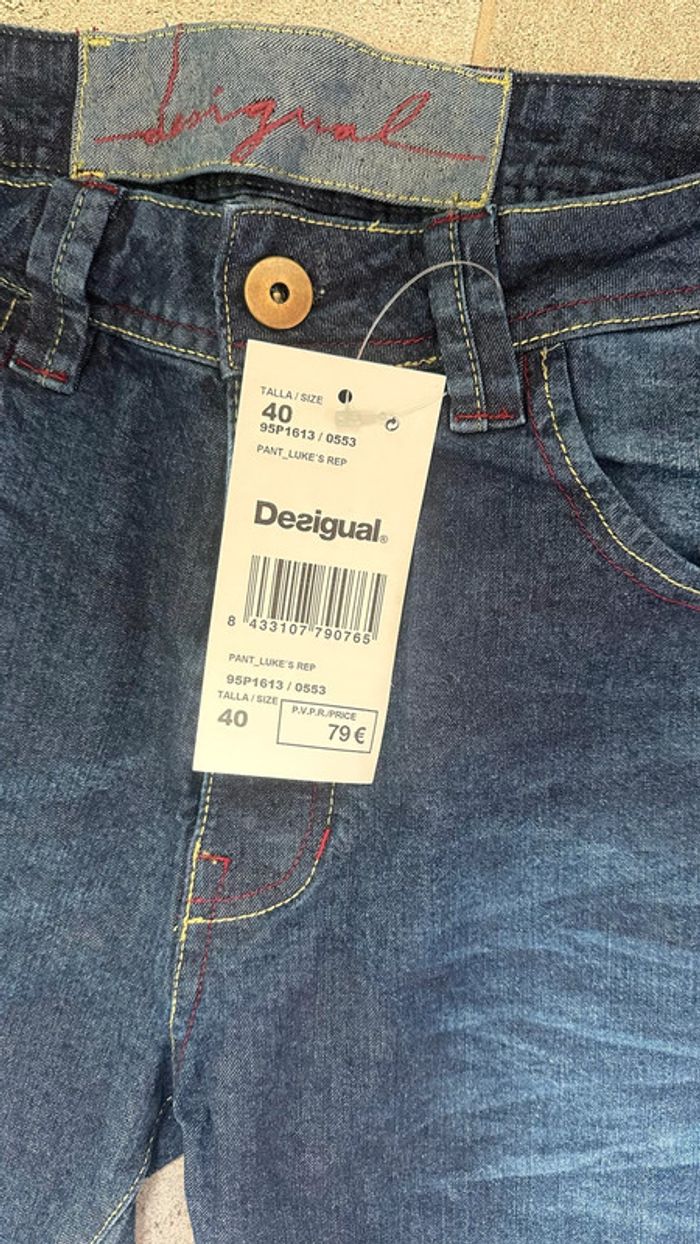 desigual
TALLA / SIZE
40
95P1613 / 0553
PANT_LUKE'S REP
Desigual®
8 433107 790765
PANT_LUKE'S REP
95P1613 / 0553
TALLA / SIZE
40
P.V.P.R./PRICE
79 €